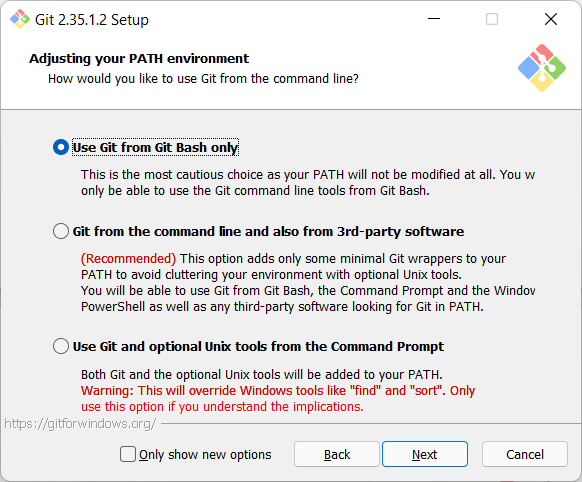 Git 2.35.1.2 Setup
Adjusting your PATH environment
How would you like to use Git from the command line?
Use Git from Git Bash only
This is the most cautious choice as your PATH will not be modified at all. You w
only be able to use the Git command line tools from Git Bash.
Git from the command line and also from 3rd-party software
(Recommended) This option adds only some minimal Git wrappers to your
PATH to avoid cluttering your environment with optional Unix tools.
You will be able to use Git from Git Bash, the Command Prompt and the Window
PowerShell as well as any third-party software looking for Git in PATH.
Use Git and optional Unix tools from the Command Prompt
Both Git and the optional Unix tools will be added to your PATH.
Warning: This will override Windows tools like "find" and "sort". Only
use this option if you understand the implications.
https://gitforwindows.org/
Only show new options
Back
Next
Cancel